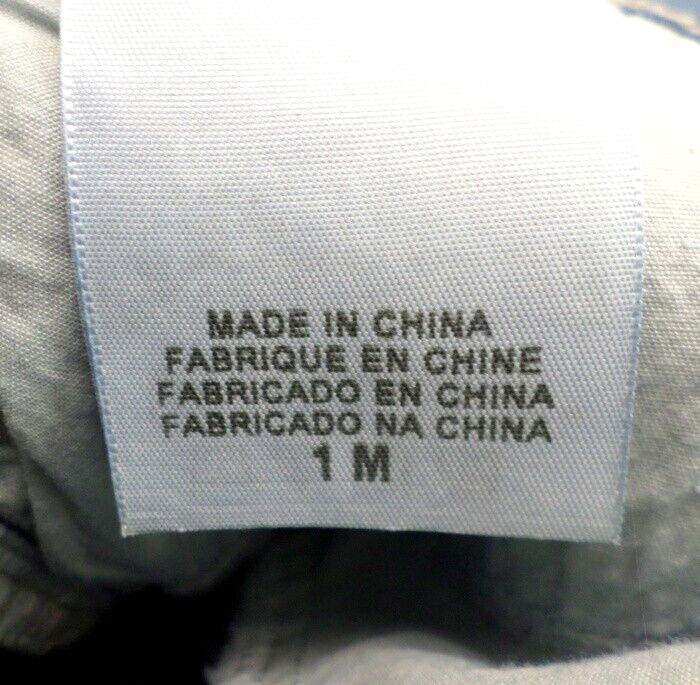 MADE IN CHINA
FABRIQUE EN CHINE
FABRICADO EN CHINA
FABRICADO NA CHINA
1 M